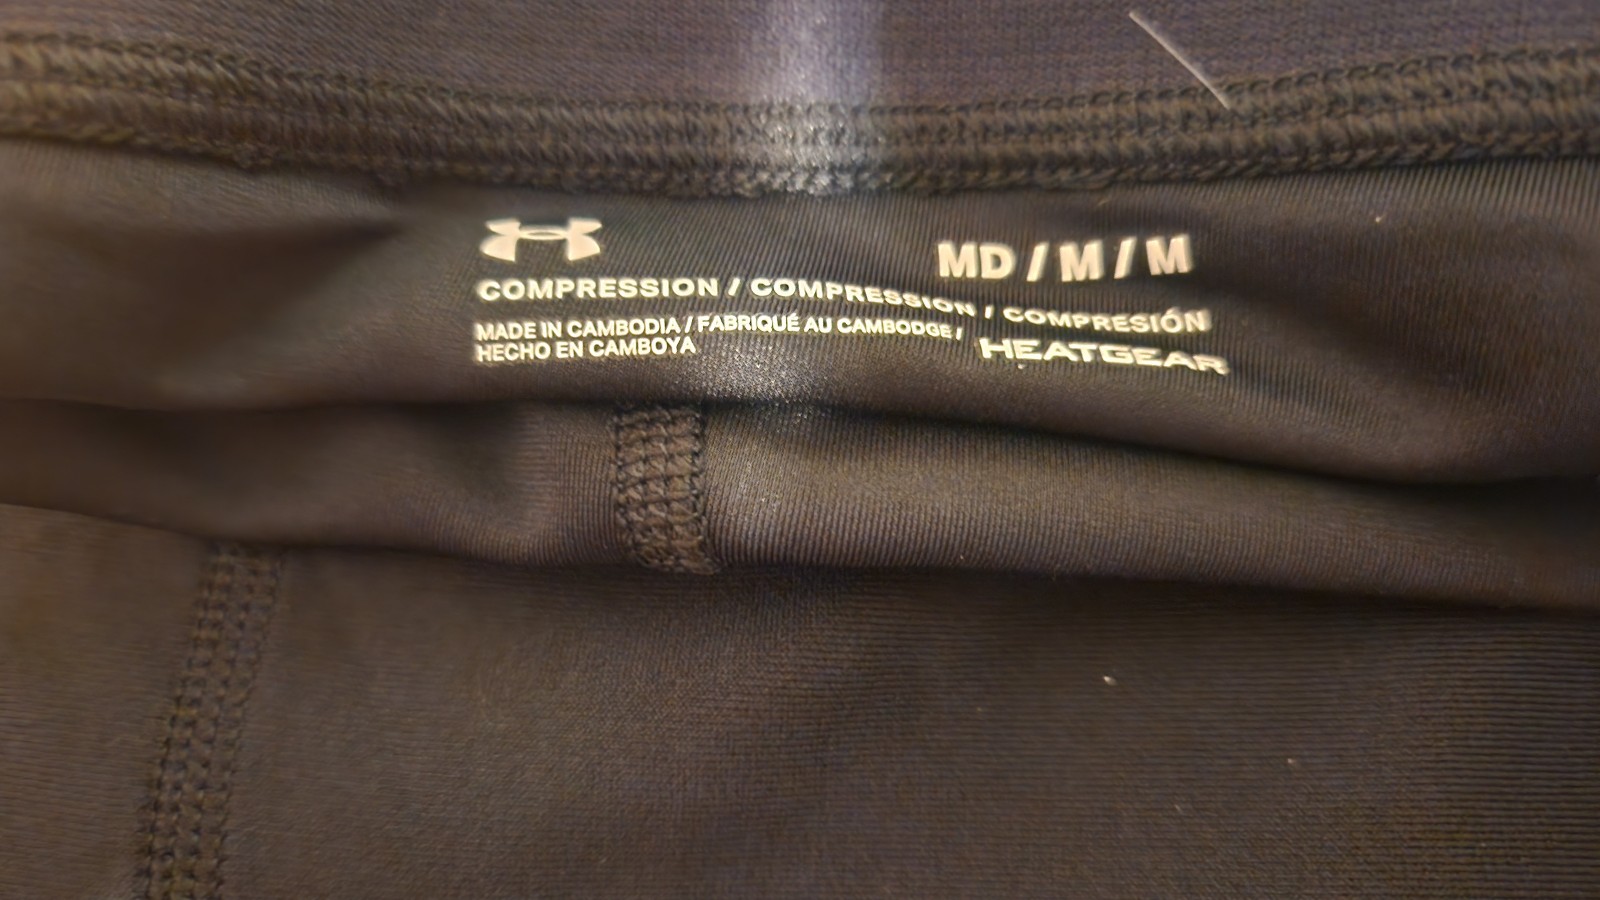 MD / M / M
COMPRESSION / COMPRESSION / COMPRESIÓN
MADE IN CAMBODIA / FABRIQUÉ AU CAMBODGE /
HECHO EN CAMBOYA
HEATGEAR